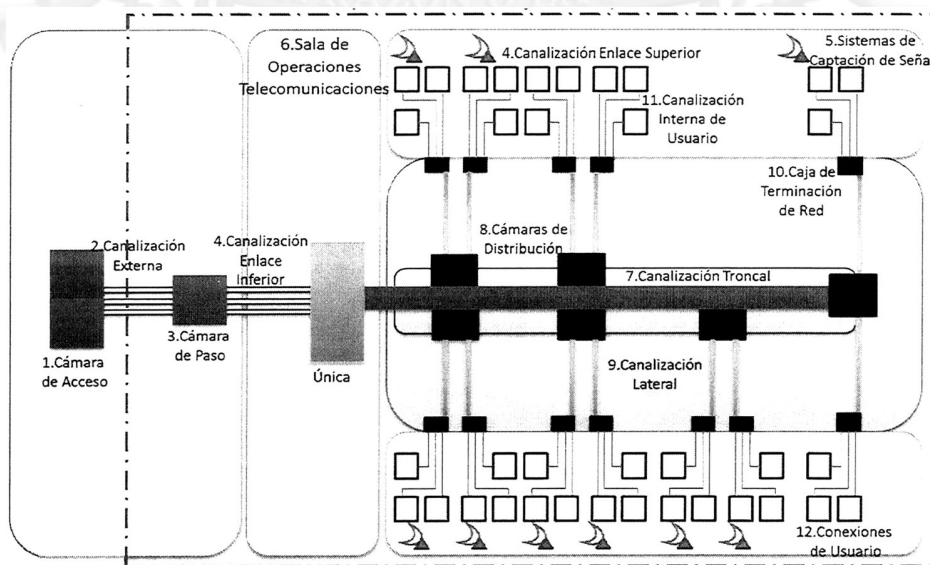 6.Sala de
Operaciones
Telecomunicaciones
4.Canalización Enlace Superior
5.Sistemas de
Captación de Seña
11.Canalización
Interna de
Usuario
10.Caja de
Terminación
de Red
2.Canalización
Externa
4.Canalización
Enlace
Inferior
8.Cámaras de
Distribución
7.Canalización Troncal
3.Cámara
de Paso
1.Cámara
de Acceso
Única
9.Canalización
Lateral
12.Conexiones
de Usuario